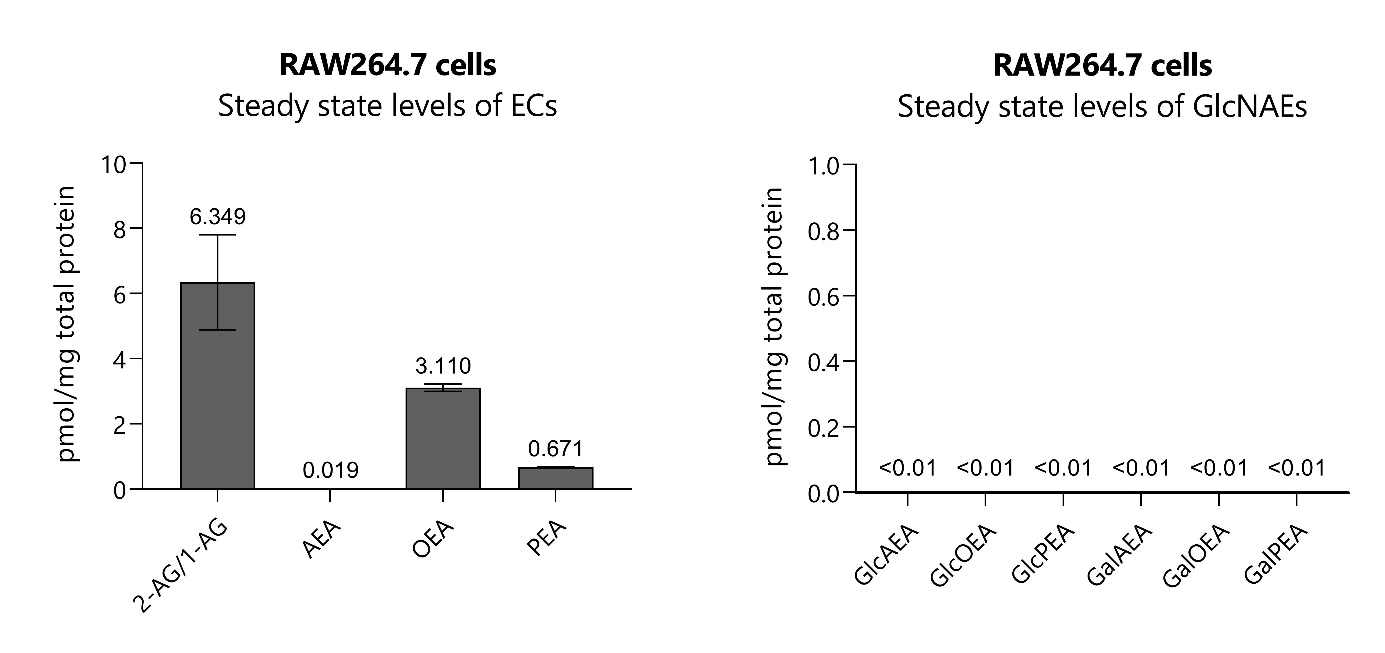 RAW264.7 cells
Steady state levels of ECs
pmol/mg total protein
10
8
6
4
2
0
6.349
0.019
3.110
0.671
2-AG/1-AG
AEA
OEA
PEA
RAW264.7 cells
Steady state levels of GlcNAEs
pmol/mg total protein
1.0
0.8
0.6
0.4
0.2
0.0
<0.01 <0.01 <0.01 <0.01 <0.01 <0.01
GlcAEA
GlcOEA
GlcPEA
GalAEA
GalOEA
GalPEA